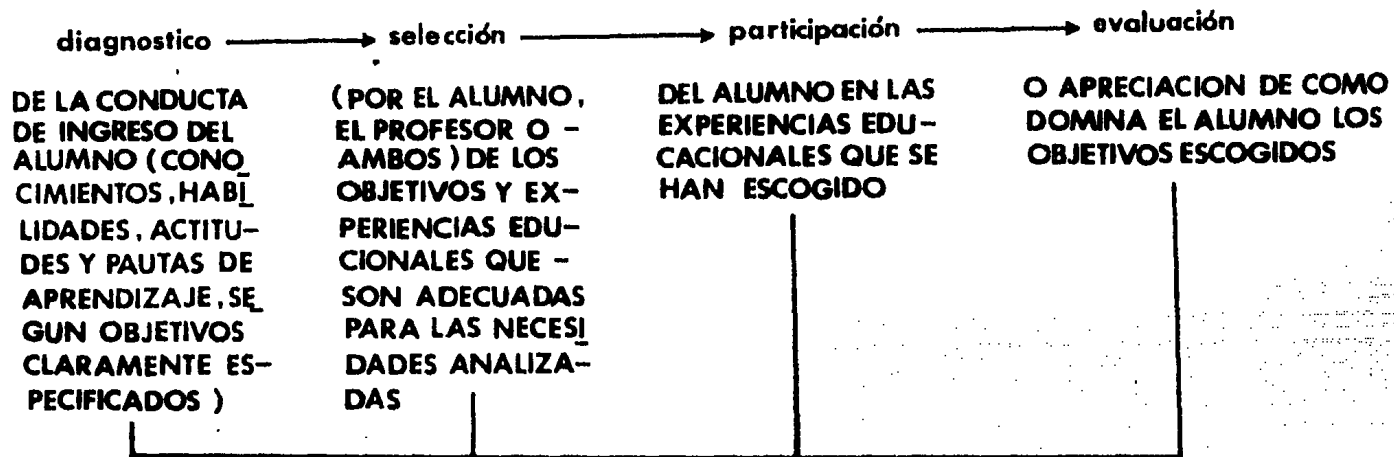 diagnostico selección participación evaluación
DE LA CONDUCTA
DE INGRESO DEL
ALUMNO (CONO
CIMIENTOS, HABI
LIDADES, ACTITU-
DES Y PAUTAS DE
APRENDIZAJE, SE
GUN OBJETIVOS
CLARAMENTE ES-
PECIFICADOS )
(POR EL ALUMNO,
EL PROFESOR O -
AMBOS ) DE LOS
OBJETIVOS Y EX-
PERIENCIAS EDU-
CIONALES QUE -
SON ADECUADAS
PARA LAS NECESI
DADES ANALIZA-
DAS
DEL ALUMNO EN LAS
EXPERIENCIAS EDU-
CACIONALES QUE SE
HAN ESCOGIDO
O APRECIACION DE COMO
DOMINA EL ALUMNO LOS
OBJETIVOS ESCOGIDOS